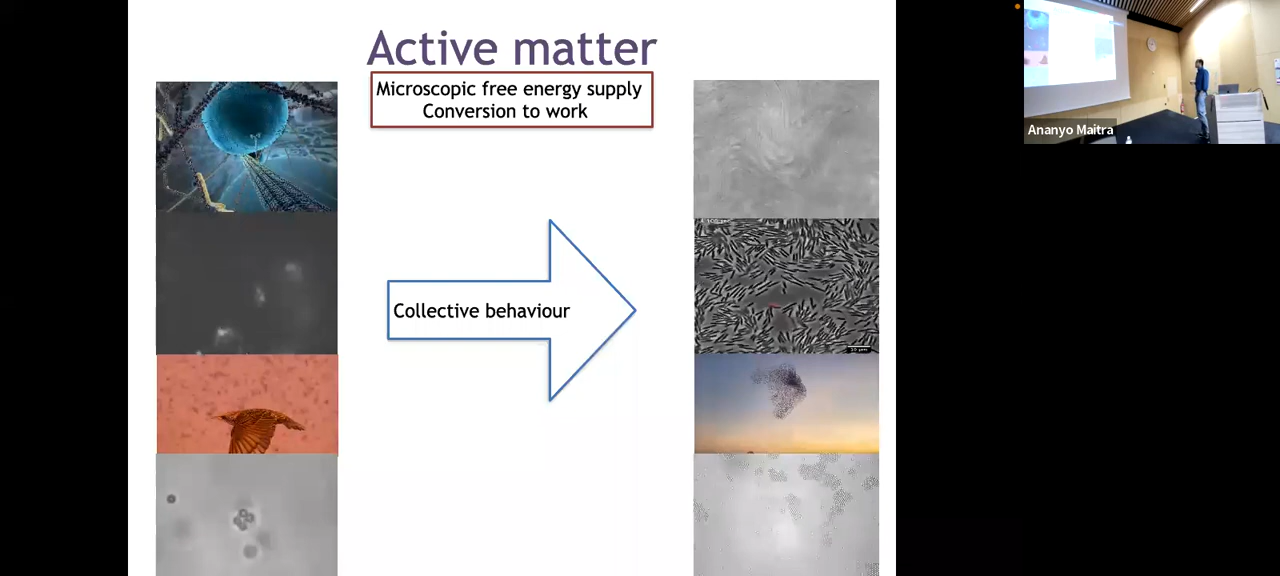 Active matter
Microscopic free energy supply
Conversion to work
Collective behaviour
Ananyo Maitra